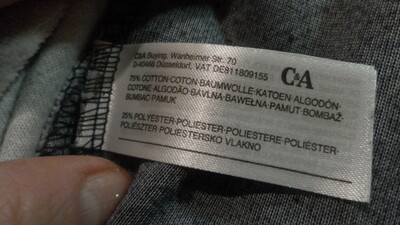 C&A Buying, Wanheimer Str. 70
D-40468 Düsseldorf, VAT DE811809155
C&A
75% COTTON·COTON·BAUMWOLLE·KATOEN·ALGODÓN·
COTONE·ALGODÃO·BAVLNA·BAWEŁNA·PAMUT·BOMBAŽ·
BUMBAC·PAMUK
25% POLYESTER·POLIESTER·POLIESTERE·POLIÉSTER·
POLIÉSZTER·POLIESTERSKO VLAKNO